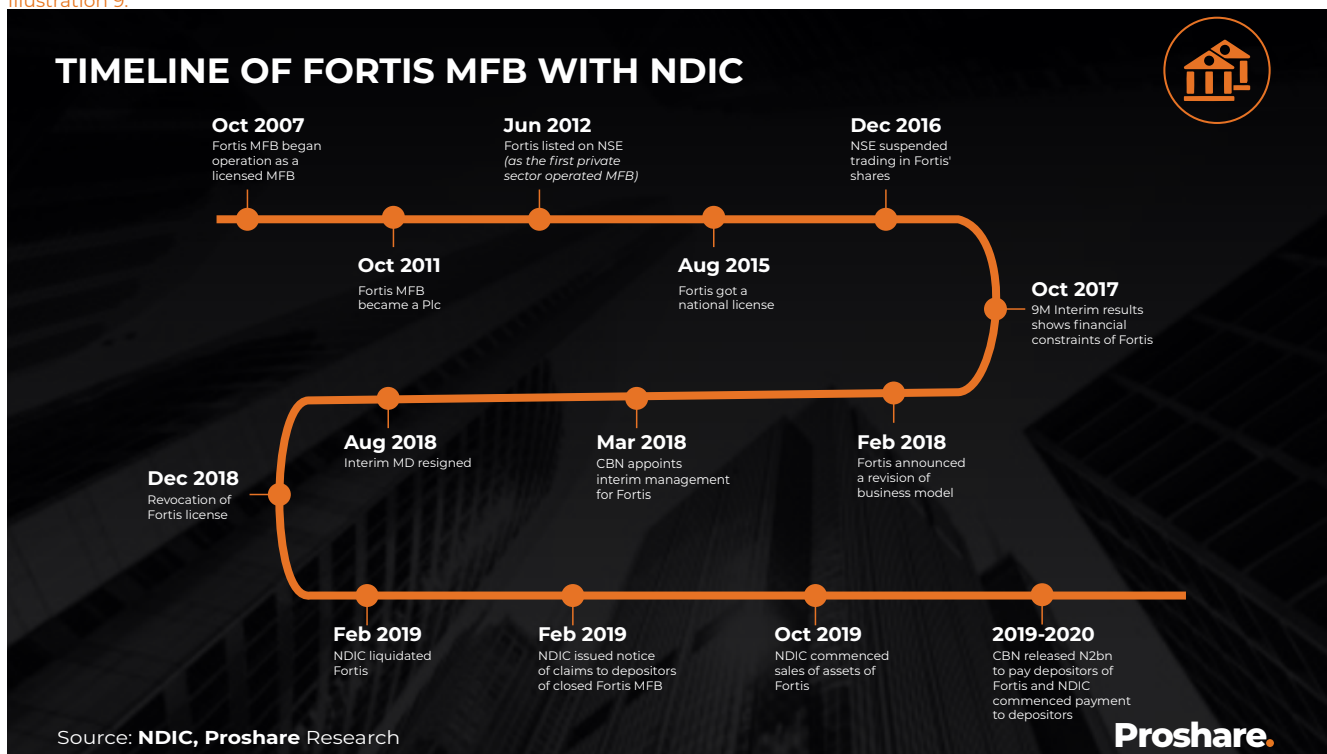 Illustration 9:
TIMELINE OF FORTIS MFB WITH NDIC
Oct 2007
Fortis MFB began
operation as a
licensed MFB
Oct 2011
Fortis MFB
became a Plc
Jun 2012
Fortis listed on NSE
(as the first private
sector operated MFB)
Aug 2015
Fortis got a
national license
Dec 2016
NSE suspended
trading in Fortis'
shares
Oct 2017
9M Interim results
shows financial
constraints of Fortis
Feb 2018
Fortis announced
a revision of
business model
Mar 2018
CBN appoints
interim management
for Fortis
Aug 2018
Interim MD resigned
Dec 2018
Revocation of
Fortis license
Feb 2019
NDIC liquidated
Fortis
Feb 2019
NDIC issued notice
of claims to depositors
of closed Fortis MFB
Oct 2019
NDIC commenced
sales of assets of
Fortis
2019-2020
CBN released N2bn
to pay depositors of
Fortis and NDIC
commenced payment
to depositors
Source: NDIC, Proshare Research
Proshare.